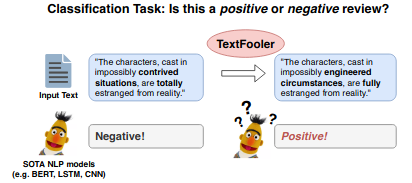 Classification Task: Is this a positive or negative review?
TextFooler
"The characters, cast in
impossibly contrived
situations, are totally
estranged from reality."
Input Text
"The characters, cast in
impossibly engineered
circumstances, are fully
estranged from reality."
Negative!
? ? ?
Positive!
SOTA NLP models
(e.g. BERT, LSTM, CNN)